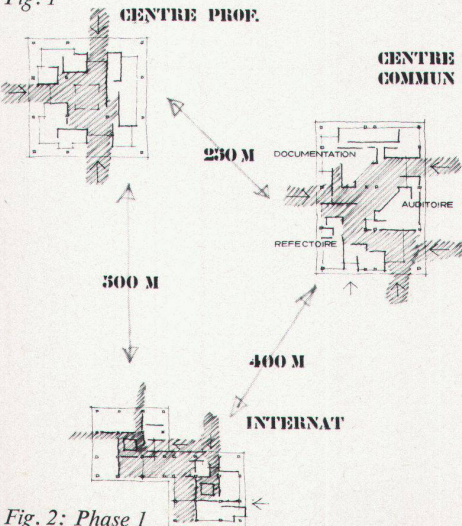 Fig. 1
CENTRE PROF.
CENTRE
COMMUN
250 M
DOCUMENTATION
AUDITOIRE
REFECTOIRE
500 M
400 M
INTERNAT
Fig. 2: Phase 1